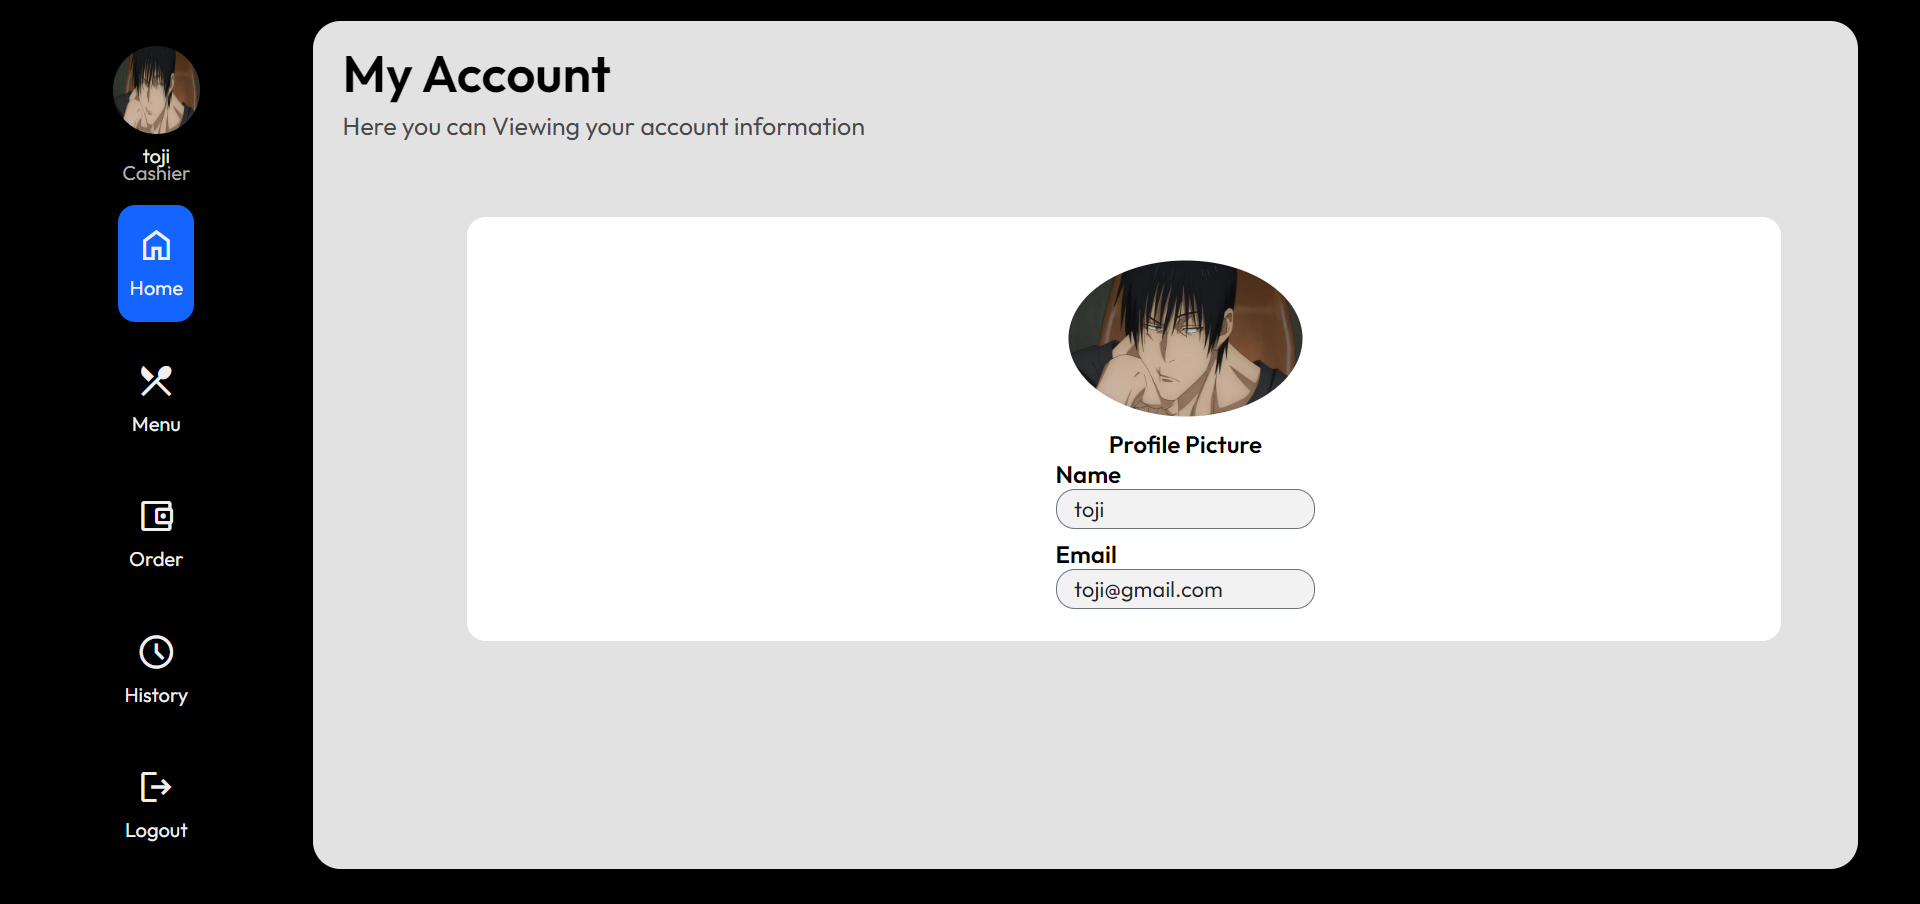 toji
Cashier
Home
Menu
Order
History
Logout
My Account
Here you can Viewing your account information
Profile Picture
Name
toji
Email
toji@gmail.com